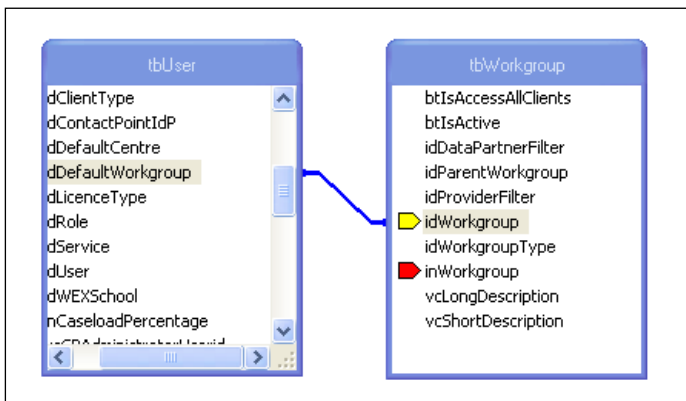 tbUser
dClientType
dContactPointIdP
dDefaultCentre
dDefaultWorkgroup
dLicenceType
dRole
dService
dUser
dWEXSchool
nCaseloadPercentage
tbWorkgroup
btIsAccessAllClients
btIsActive
idDataPartnerFilter
idParentWorkgroup
idProviderFilter
idWorkgroup
idWorkgroupType
inWorkgroup
vcLongDescription
vcShortDescription